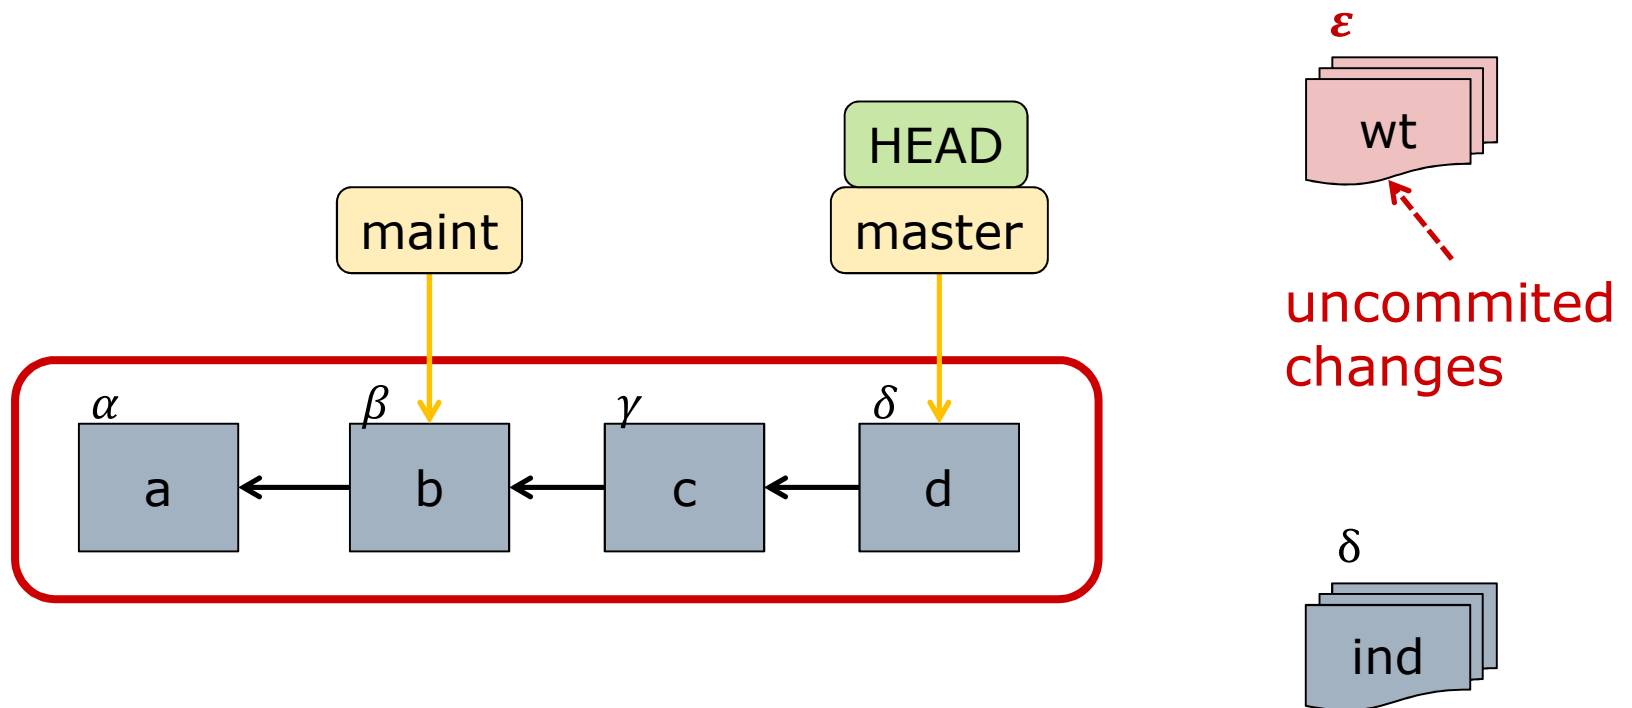 ε
wt
HEAD
maint
master
uncommited
changes
α
β
γ
δ
a
b
c
d
δ
ind